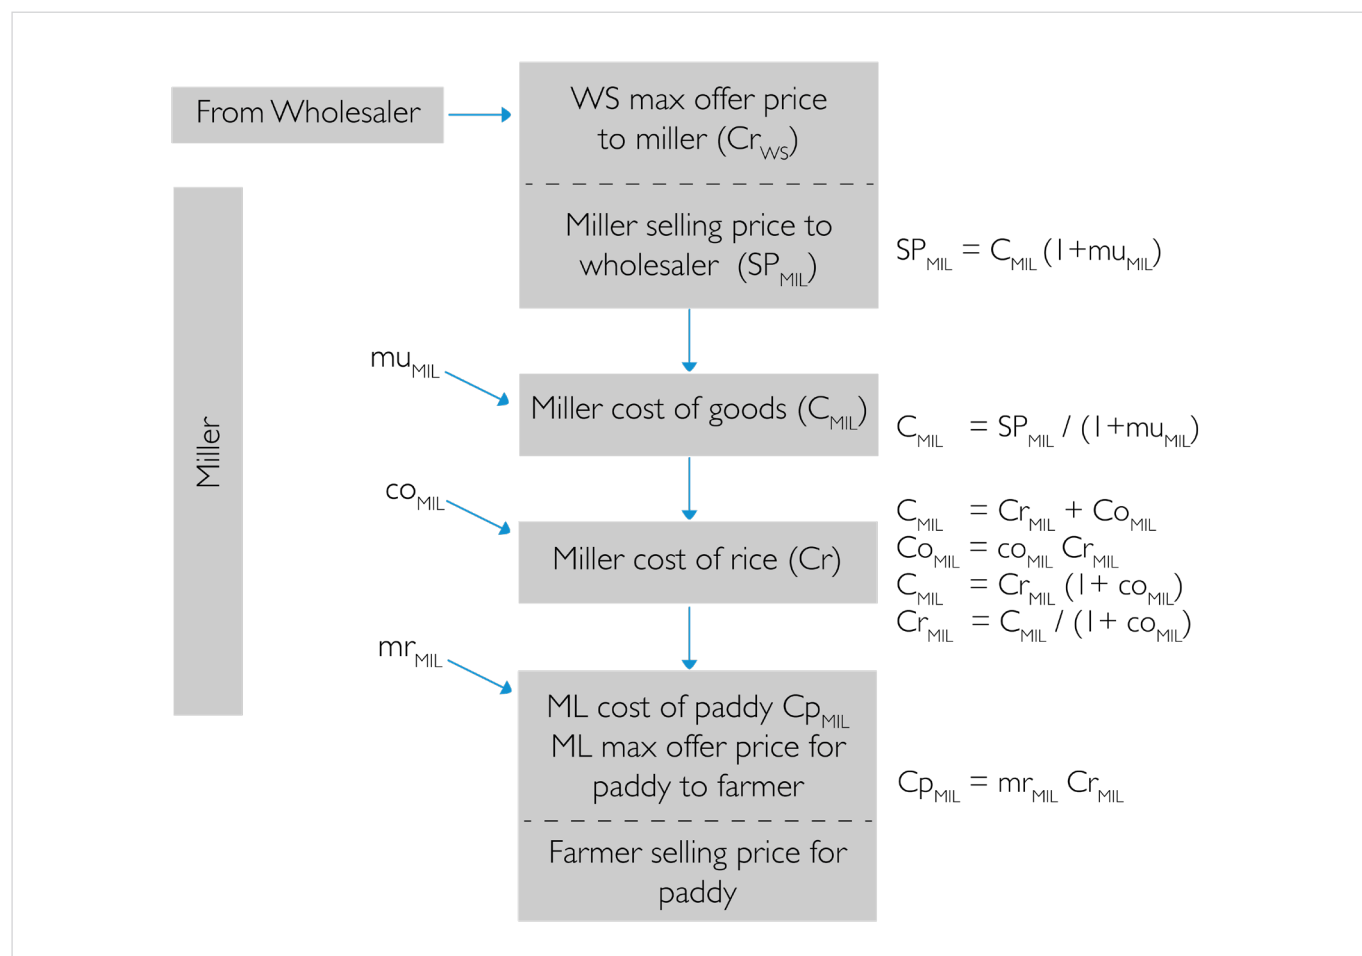 From Wholesaler
WS max offer price
to miller (Cr_WS)
Miller selling price to
wholesaler (SP_MIL)
SP_MIL = C_MIL (1+mu_MIL)
mu_MIL
Miller cost of goods (C_MIL)
C_MIL = SP_MIL / (1+mu_MIL)
Miller
co_MIL
Miller cost of rice (Cr)
C_MIL = Cr_MIL + Co_MIL
Co_MIL = co_MIL Cr_MIL
C_MIL = Cr_MIL (1+ co_MIL)
Cr_MIL = C_MIL / (1+ co_MIL)
mr_MIL
ML cost of paddy Cp_MIL
ML max offer price for
paddy to farmer
Cp_MIL = mr_MIL Cr_MIL
Farmer selling price for
paddy